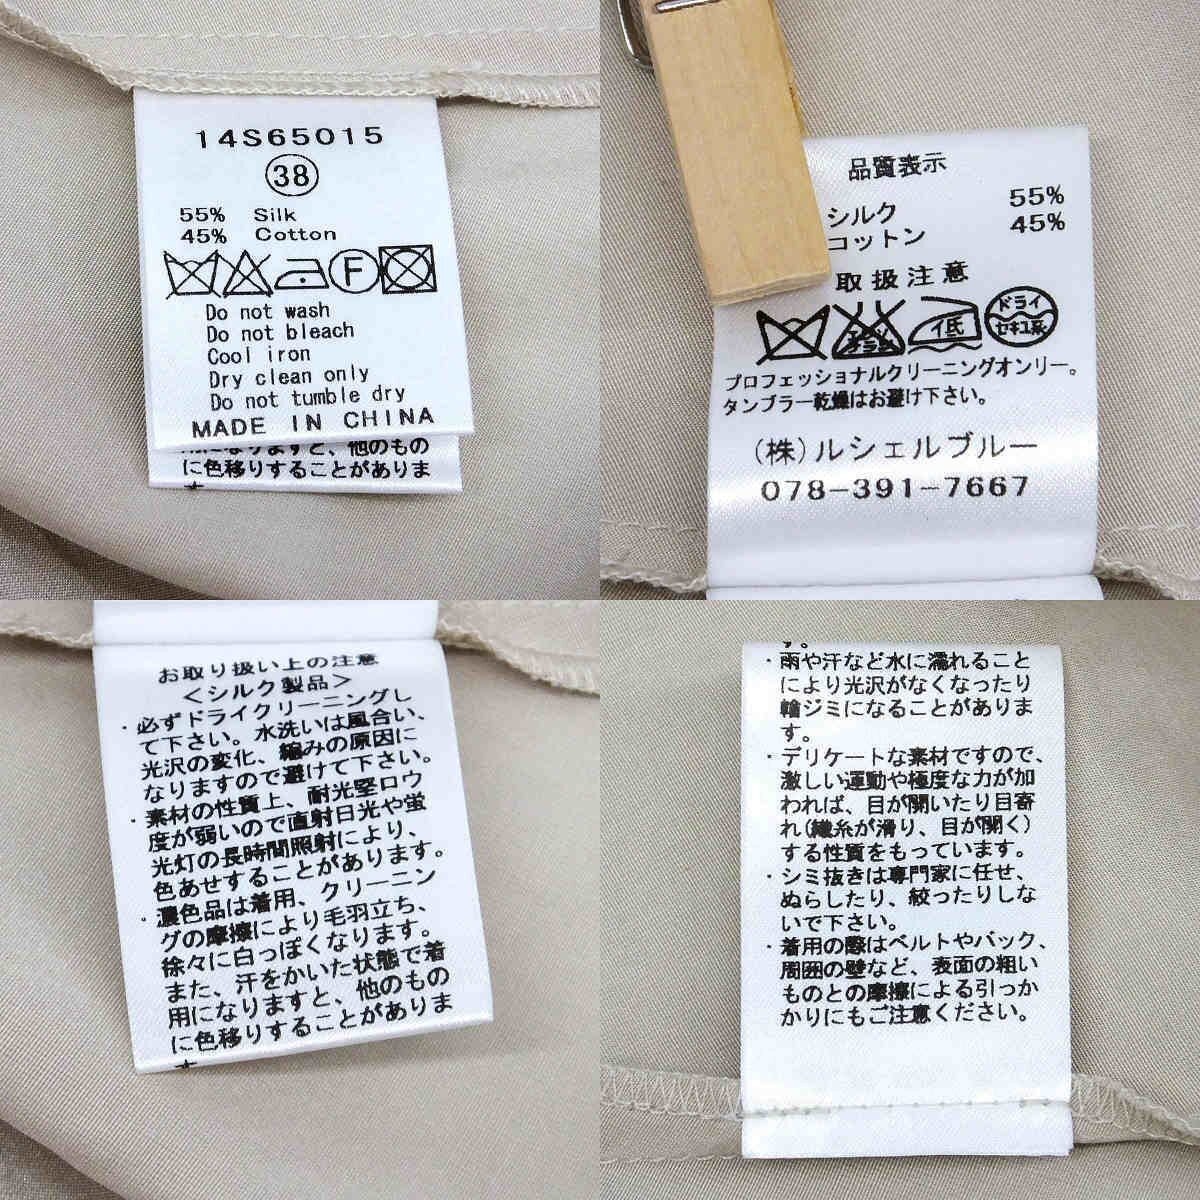 14S65015
38
55% Silk
45% Cotton
F
Do not wash
Do not bleach
Cool iron
Dry clean only
Do not tumble dry
MADE IN CHINA
用になりますと、他のもの
に色移りすることがありま
品質表示
シルク 55%
コットン 45%
取扱注意
エンソ
サラシ
低
ドライ
セキユ系
プロフェッショナルクリーニングオンリー。
タンブラー乾燥はお避け下さい。
(株)ルシェルブルー
078-391-7667
お取り扱い上の注意
<シルク製品>
・必ずドライクリーニングし
て下さい。水洗いは風合い、
光沢の変化、縮みの原因に
なりますので避けて下さい。
・素材の性質上、耐光堅ロウ
度が弱いので直射日光や蛍
光灯の長時間照射により、
色あせすることがあります。
・濃色品は着用、クリーニン
グの摩擦により毛羽立ち、
徐々に白っぽくなります。
また、汗をかいた状態で着
用になりますと、他のもの
に色移りすることがありま
す。
・雨や汗など水に濡れること
により光沢がなくなったり
輪ジミになることがありま
す。
・デリケートな素材ですので、
激しい運動や極度な力が加
われば、目が開いたり目寄
れ(織糸が滑り、目が開く)
する性質をもっています。
・シミ抜きは専門家に任せ、
ぬらしたり、絞ったりしな
いで下さい。
・着用の際はベルトやバック、
周囲の壁など、表面の粗い
ものとの摩擦による引っか
かりにもご注意ください。